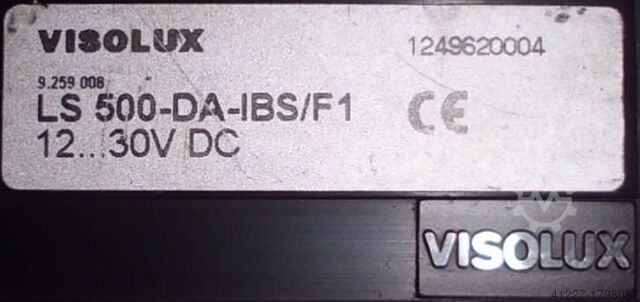 VISOLUX
1249620004
9.259 008
LS 500-DA-IBS/F1
CE
12...30V DC
VISOLUX